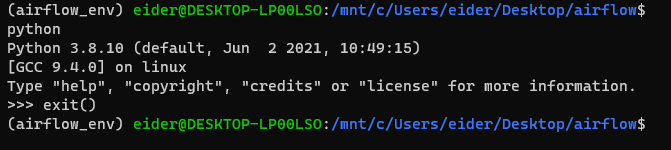 (airflow_env) eider@DESKTOP-LP00LSO:/mnt/c/Users/eider/Desktop/airflow$
python
Python 3.8.10 (default, Jun  2 2021, 10:49:15)
[GCC 9.4.0] on linux
Type "help", "copyright", "credits" or "license" for more information.
>>> exit()
(airflow_env) eider@DESKTOP-LP00LSO:/mnt/c/Users/eider/Desktop/airflow$